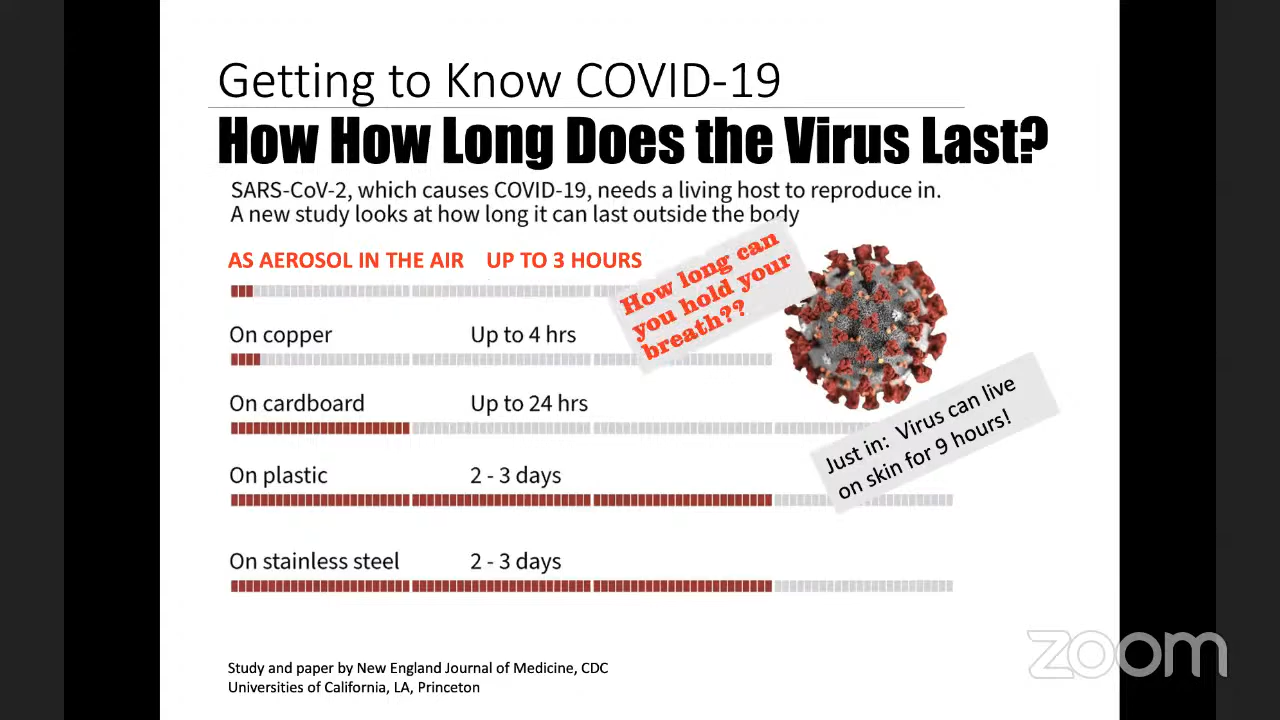 Getting to Know COVID-19
How How Long Does the Virus Last?
SARS-CoV-2, which causes COVID-19, needs a living host to reproduce in.
A new study looks at how long it can last outside the body
AS AEROSOL IN THE AIR UP TO 3 HOURS
How long can
you hold your
breath??
On copper Up to 4 hrs
On cardboard Up to 24 hrs
Just in: Virus can live
on skin for 9 hours!
On plastic 2 - 3 days
On stainless steel 2 - 3 days
Study and paper by New England Journal of Medicine, CDC
Universities of California, LA, Princeton
zoom